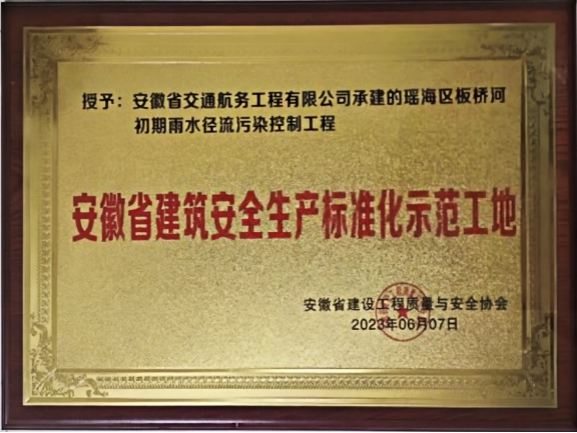 授予：安徽省交通航务工程有限公司承建的瑶海区板桥河
初期雨水径流污染控制工程
安徽省建筑安全生产标准化示范工地
安徽省建设工程质量与安全协会
2023年06月07日